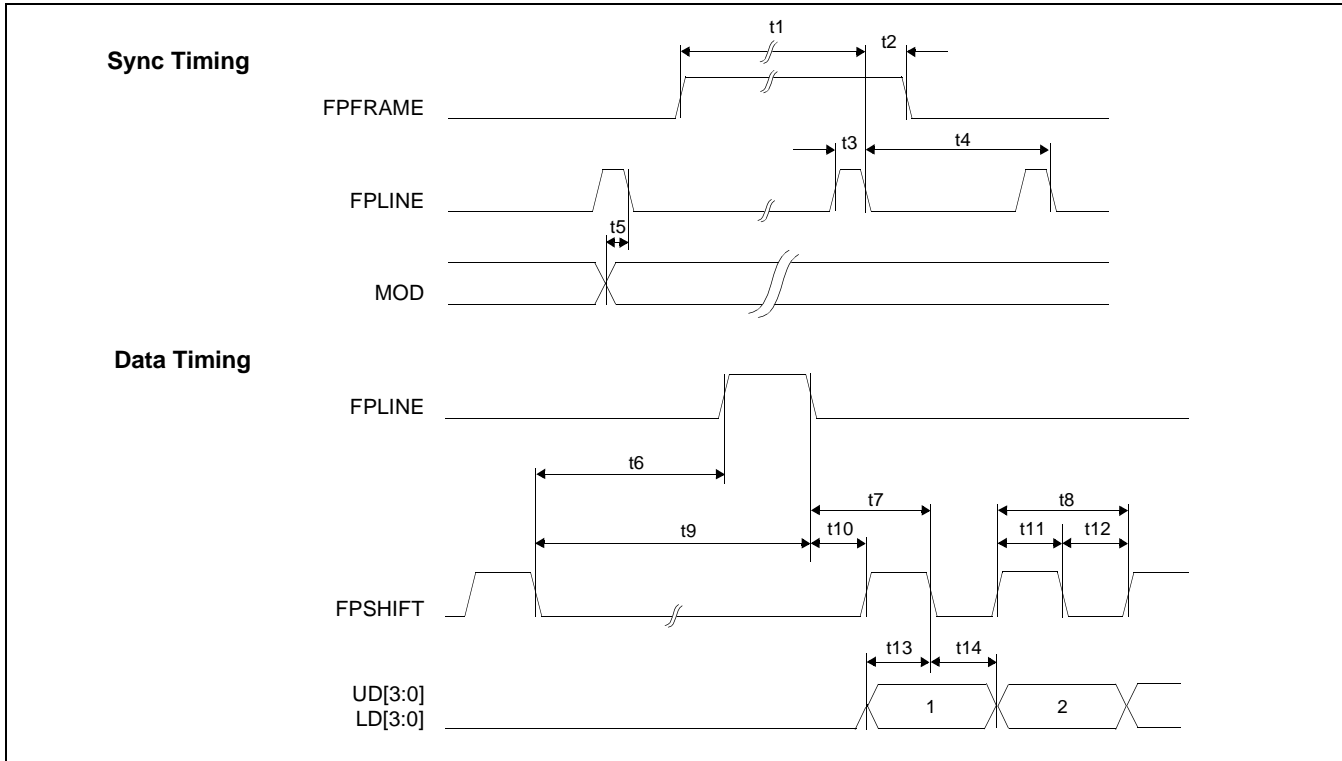 t1
t2
Sync Timing
FPFRAME
t3
t4
FPLINE
t5
MOD
Data Timing
FPLINE
t6
t7
t8
t9
t10
t11
t12
FPSHIFT
t13
t14
UD[3:0]
LD[3:0]
1
2